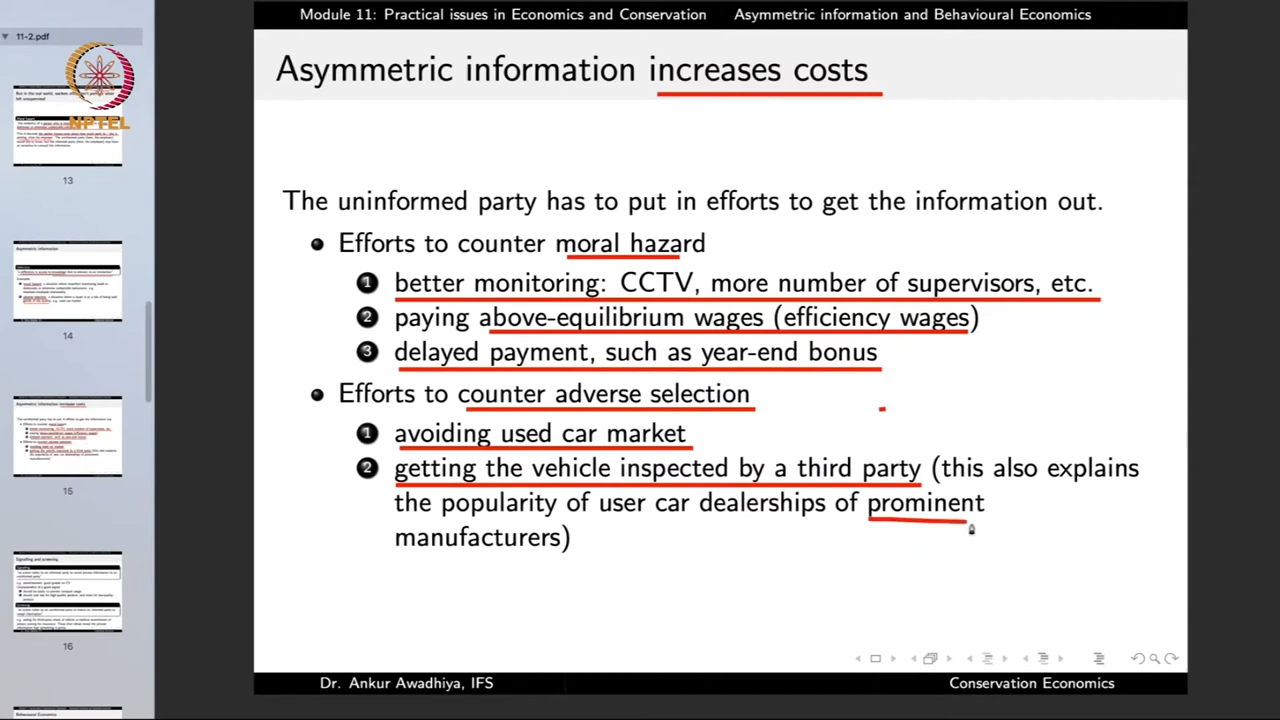 Module 11: Practical issues in Economics and Conservation Asymmetric information and Behavioural Economics
11-2.pdf
NPTEL
Asymmetric information increases costs
The uninformed party has to put in efforts to get the information out.
Efforts to counter moral hazard
1 better monitoring: CCTV, more number of supervisors, etc.
2 paying above-equilibrium wages (efficiency wages)
3 delayed payment, such as year-end bonus
Efforts to counter adverse selection
1 avoiding used car market
2 getting the vehicle inspected by a third party (this also explains
the popularity of user car dealerships of prominent
manufacturers)
13
14
15
16
Dr. Ankur Awadhiya, IFS Conservation Economics